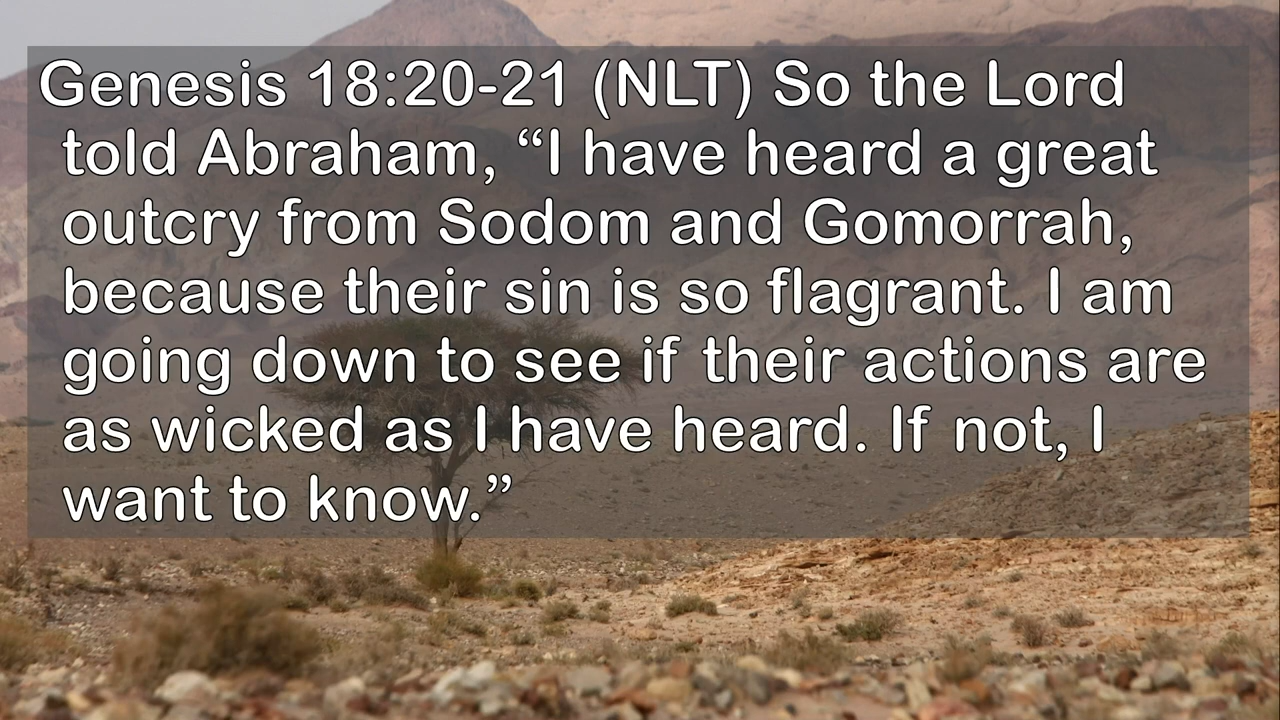 Genesis 18:20-21 (NLT) So the Lord
told Abraham, “I have heard a great
outcry from Sodom and Gomorrah,
because their sin is so flagrant. I am
going down to see if their actions are
as wicked as I have heard. If not, I
want to know.”